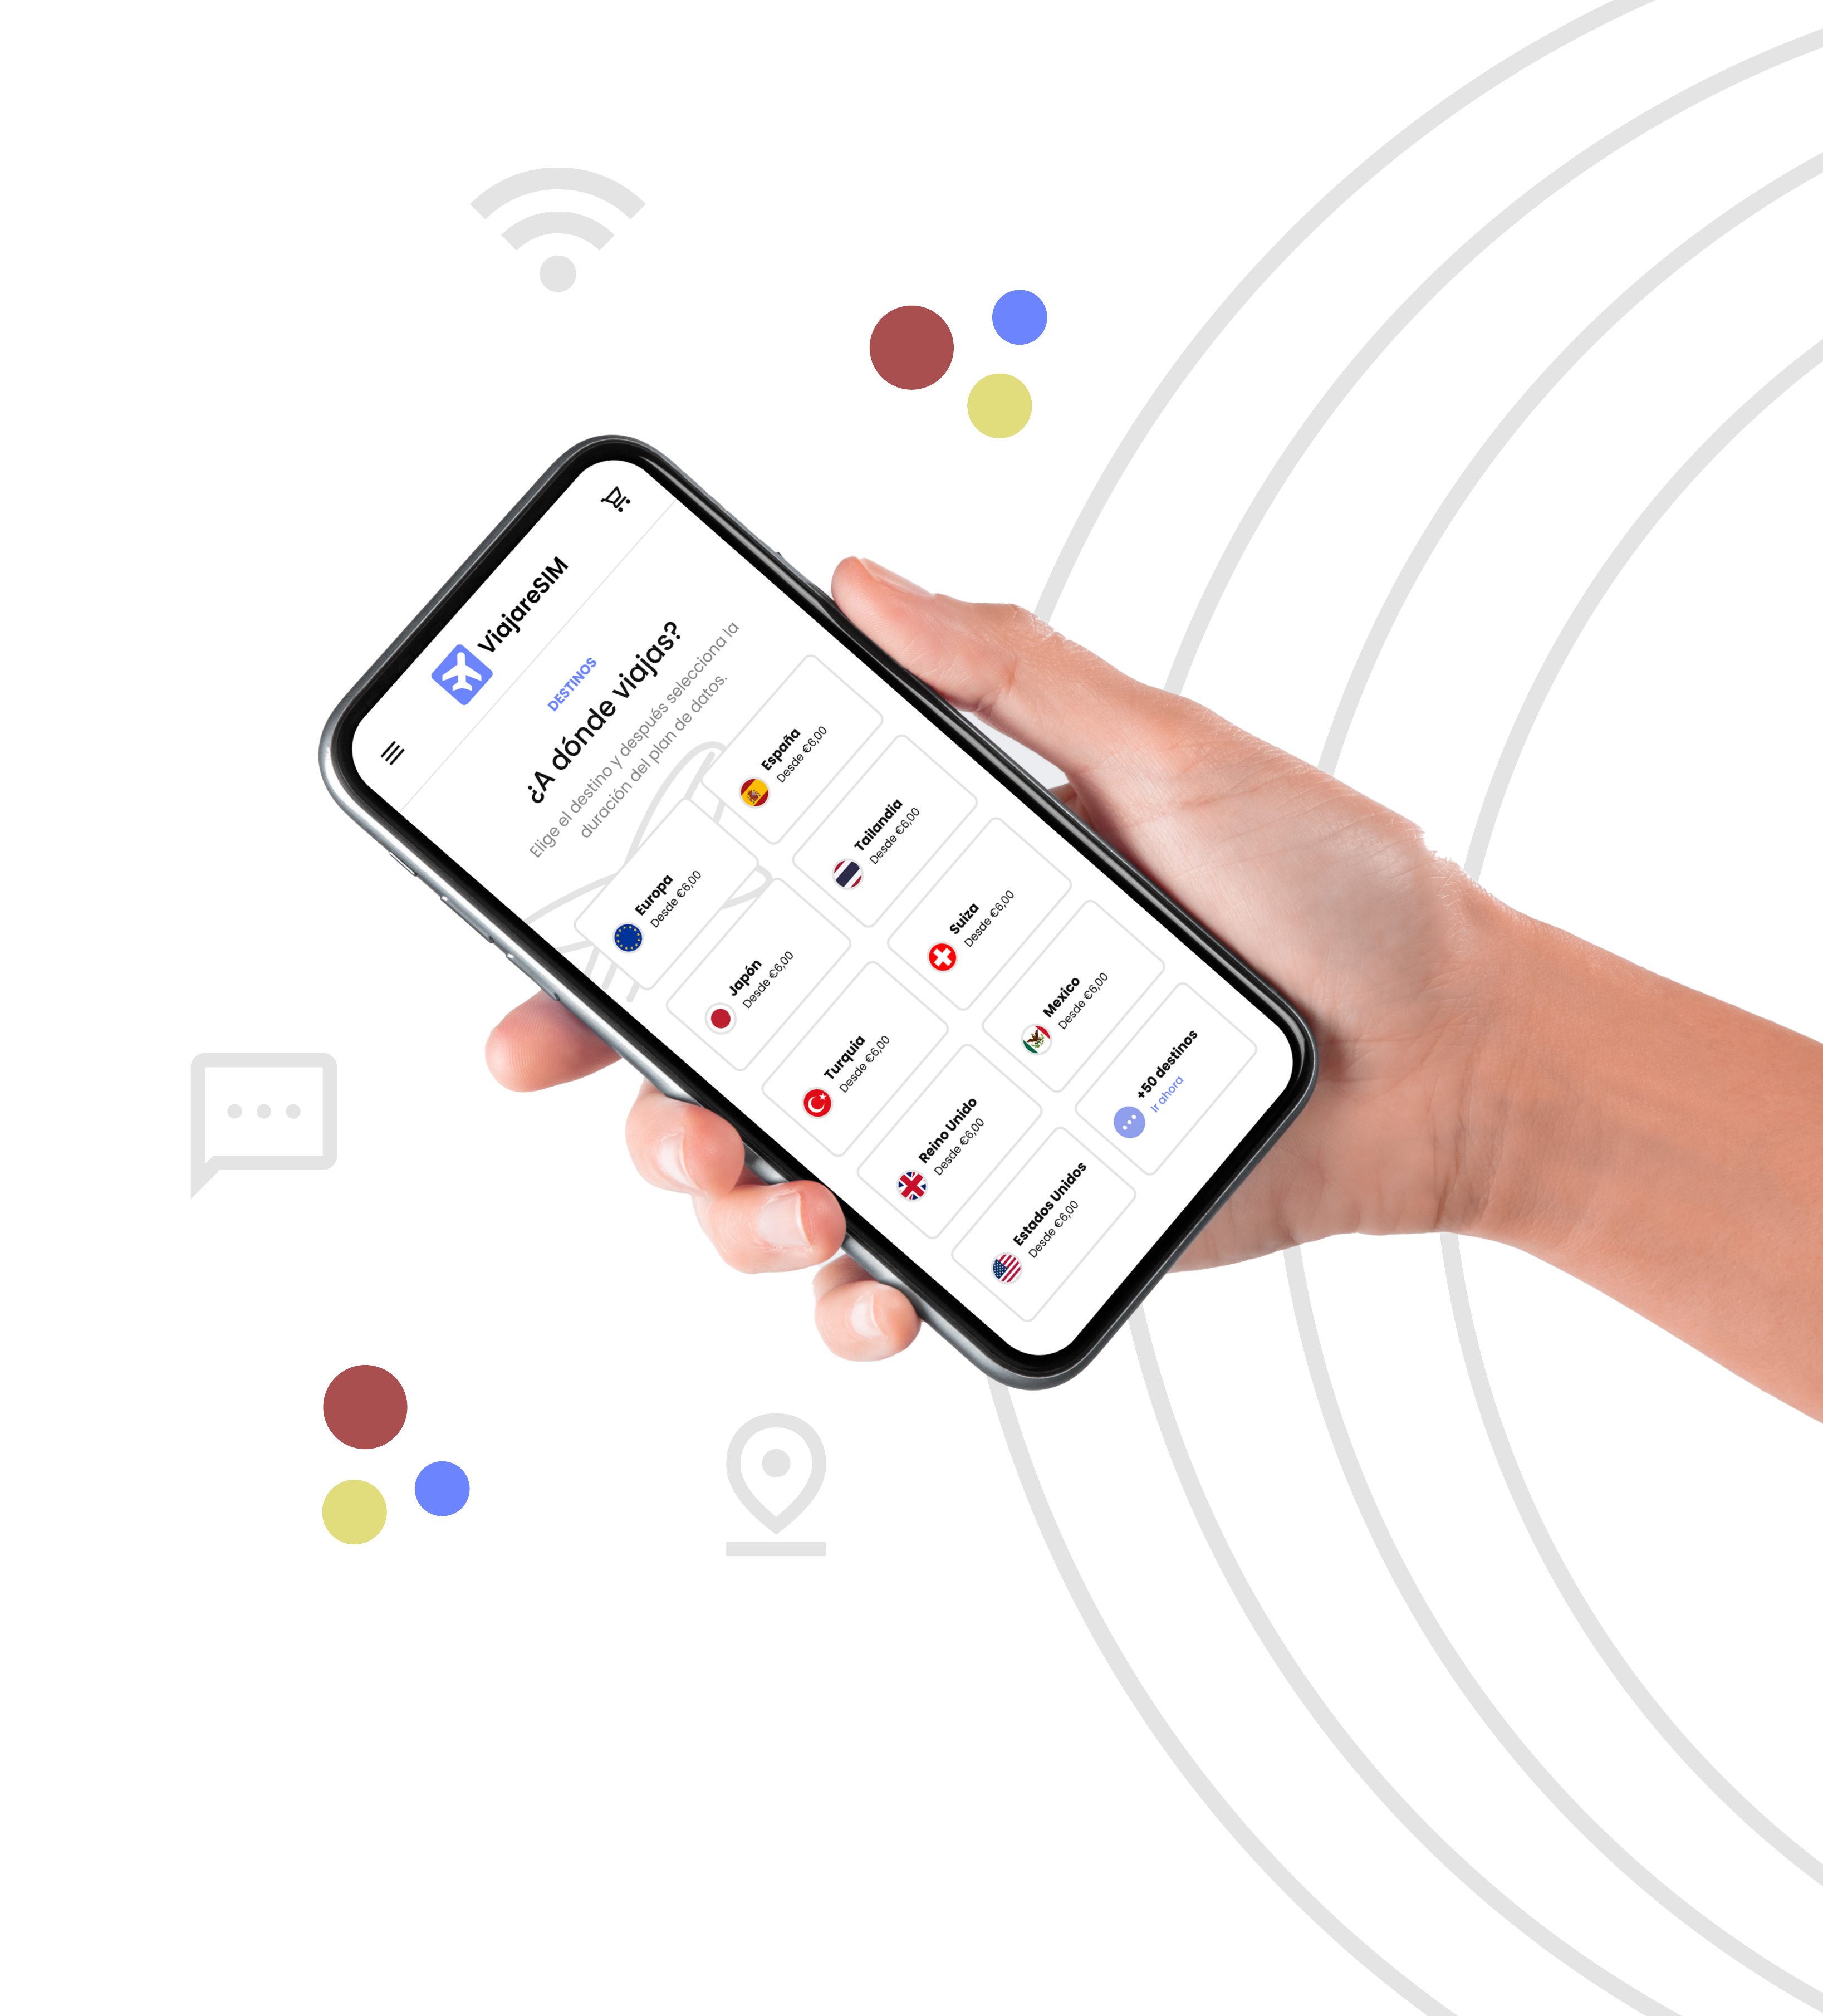 ViajareSIM
DESTINOS
¿A dónde viajas?
Elige el destino y después selecciona la
duración del plan de datos.
Europa
Desde €6,00
España
Desde €6,00
Japón
Desde €6,00
Tailandia
Desde €6,00
Turquia
Desde €6,00
Suiza
Desde €6,00
Reino Unido
Desde €6,00
Mexico
Desde €6,00
Estados Unidos
Desde €6,00
+50 destinos
Ir ahora